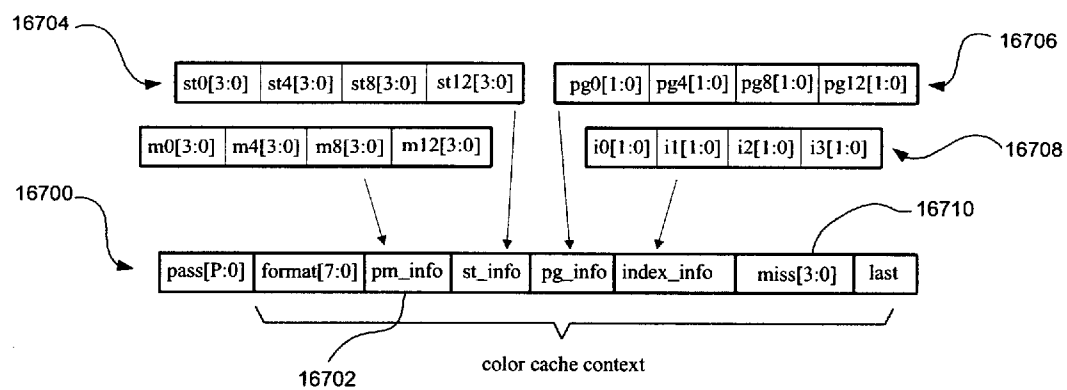 16704
16706
st0[3:0] st4[3:0] st8[3:0] st12[3:0]
pg0[1:0] pg4[1:0] pg8[1:0] pg12[1:0]
m0[3:0] m4[3:0] m8[3:0] m12[3:0]
i0[1:0] i1[1:0] i2[1:0] i3[1:0]
16708
16700
16710
pass[P:0] format[7:0] pm_info st_info pg_info index_info miss[3:0] last
16702
color cache context